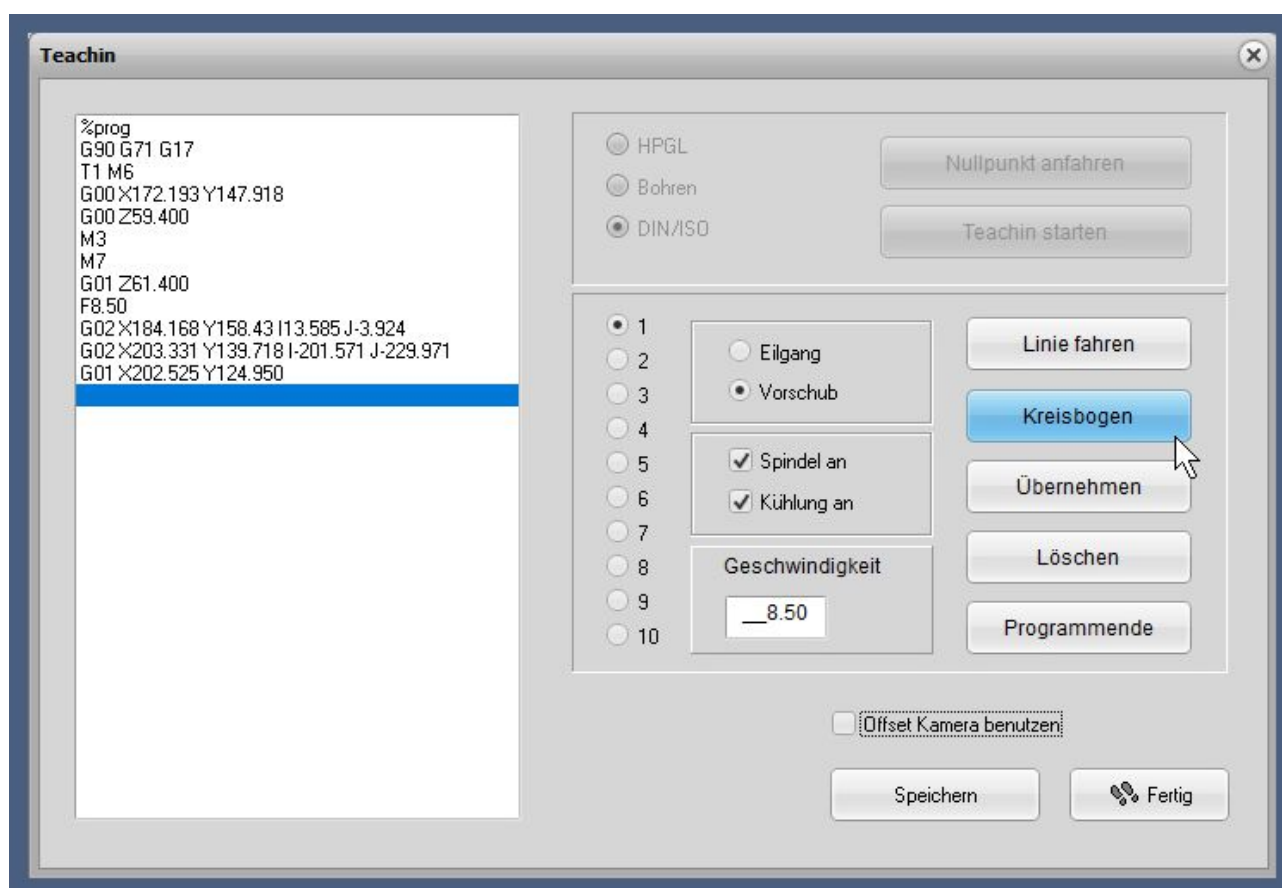 Teachin
%prog
G90 G71 G17
T1 M6
G00 X172.193 Y147.918
G00 Z59.400
M3
M7
G01 Z61.400
F8.50
G02 X184.168 Y158.43 I13.585 J-3.924
G02 X203.331 Y139.718 I-201.571 J-229.971
G01 X202.525 Y124.950
HPGL
Bohren
DIN/ISO
Nullpunkt anfahren
Teachin starten
1
2
3
4
5
6
7
8
9
10
Eilgang
Vorschub
Spindel an
Kühlung an
Geschwindigkeit
__8.50
Linie fahren
Kreisbogen
Übernehmen
Löschen
Programmende
Offset Kamera benutzen
Speichern
Fertig